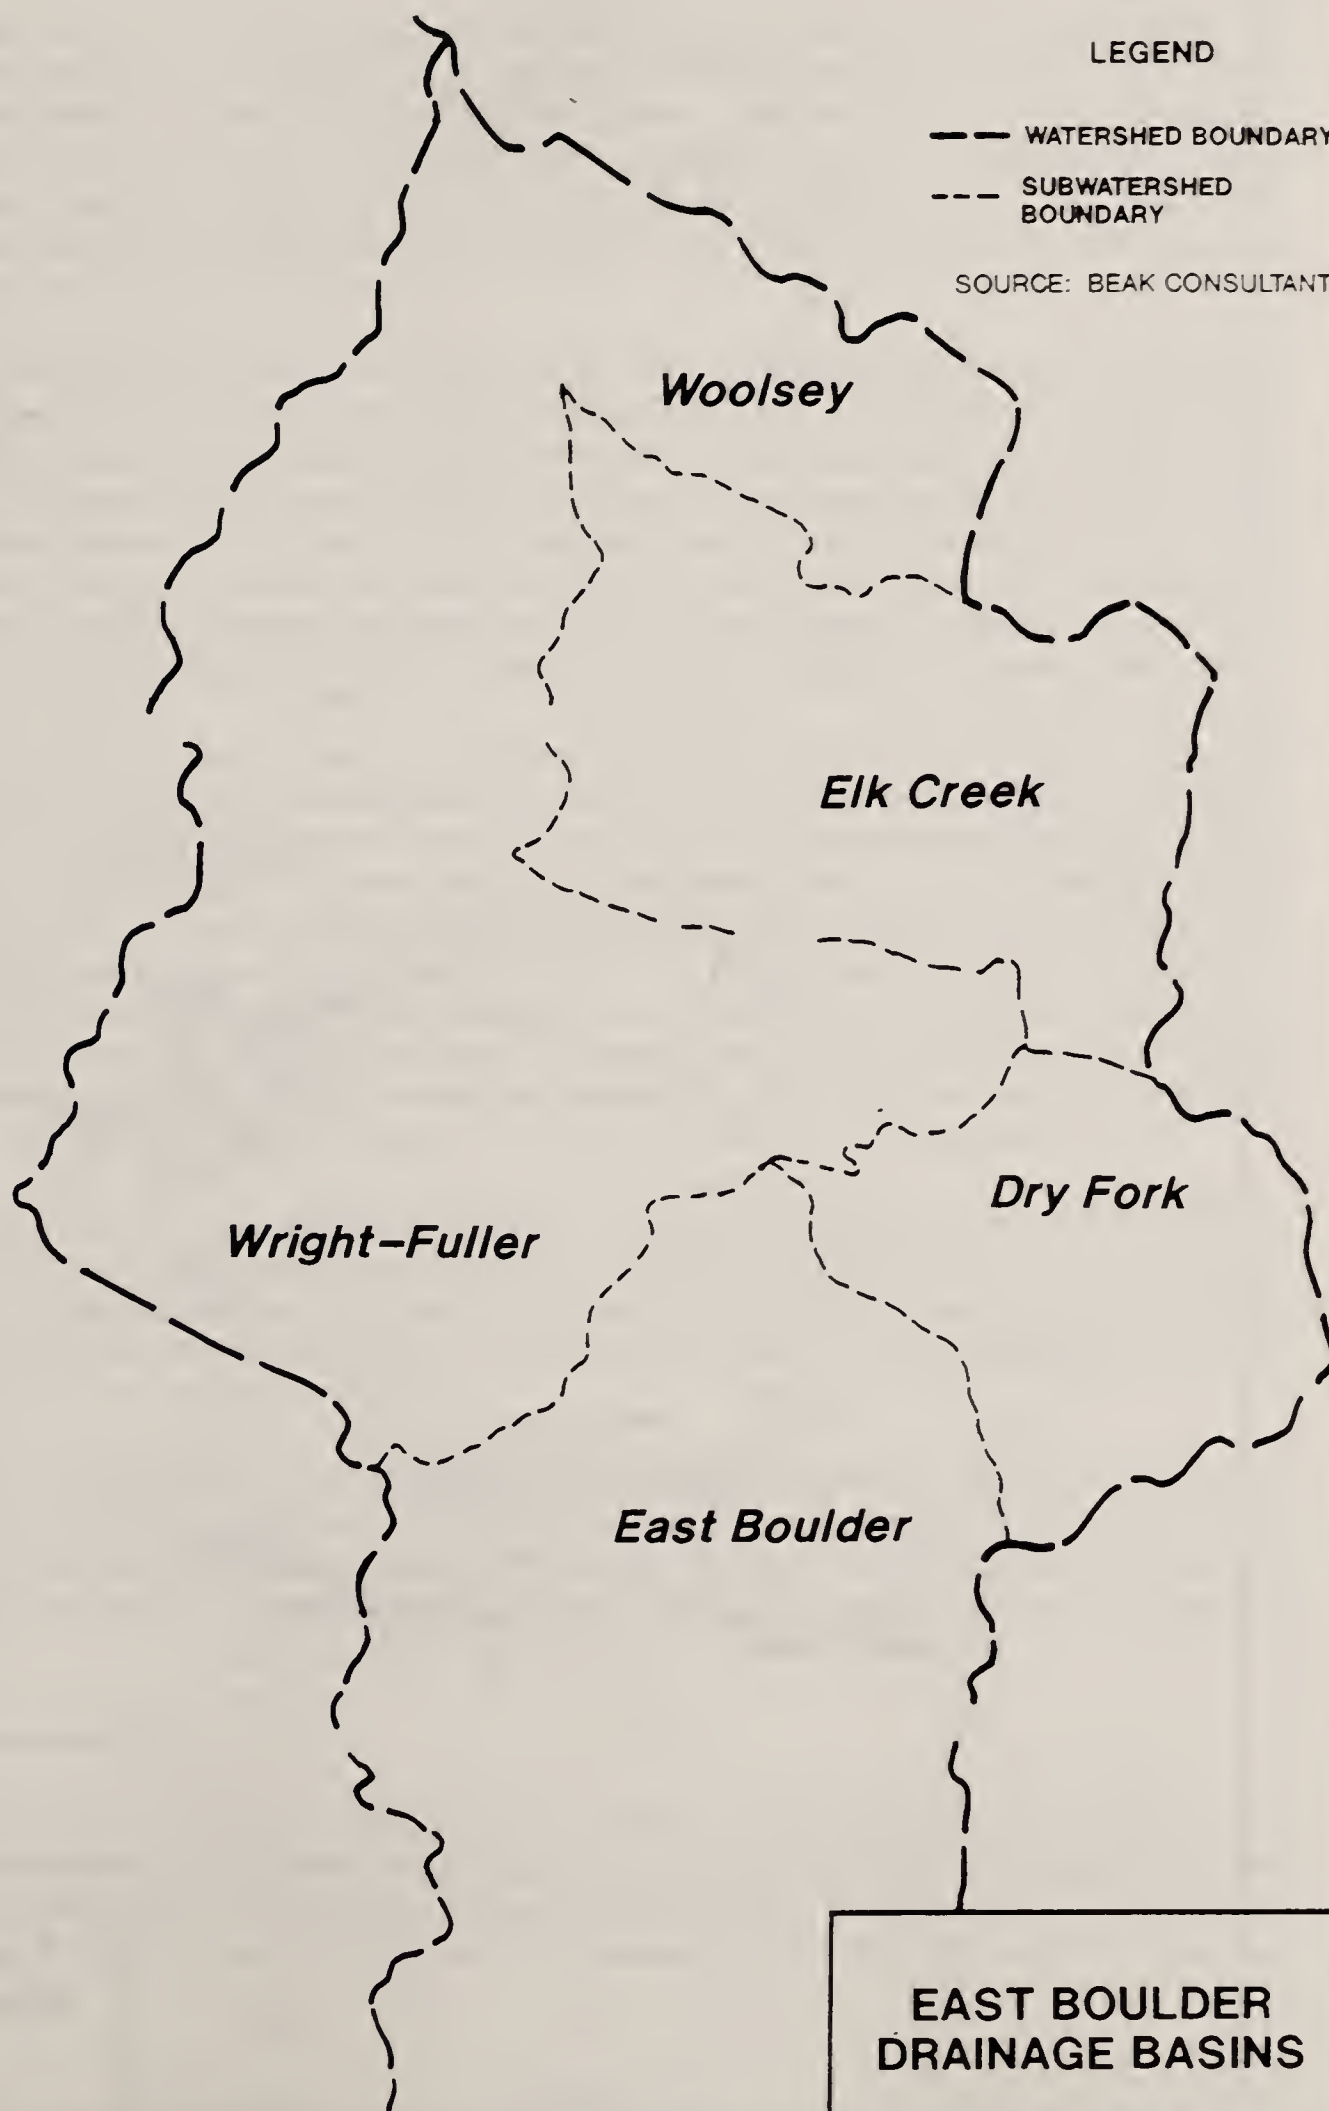 LEGEND
WATERSHED BOUNDARY
SUBWATERSHED
BOUNDARY
SOURCE: BEAK CONSULTANT
Woolsey
Elk Creek
Dry Fork
Wright-Fuller
East Boulder
EAST BOULDER
DRAINAGE BASINS